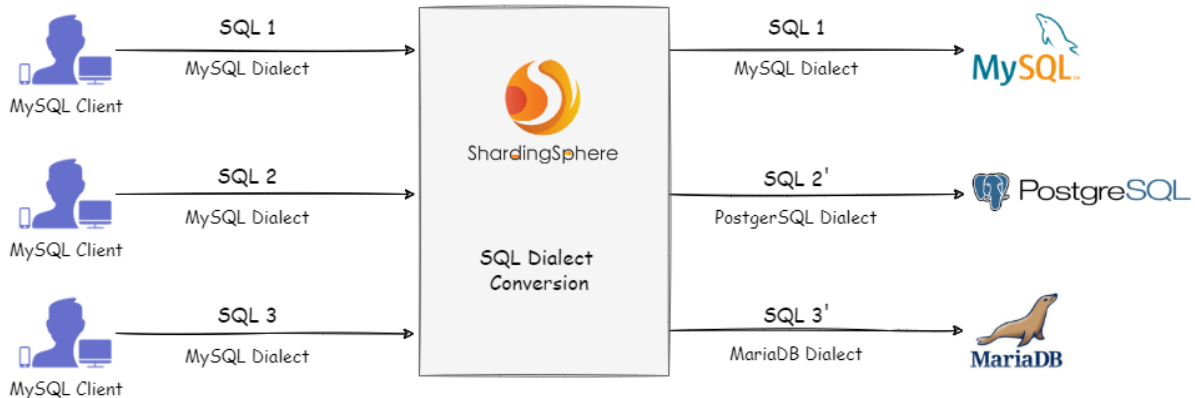 SQL 1
MySQL Dialect
MySQL Client
SQL 2
MySQL Dialect
MySQL Client
SQL 3
MySQL Dialect
MySQL Client
ShardingSphere
SQL Dialect
Conversion
SQL 1
MySQL Dialect
MySQL
SQL 2'
PostgerSQL Dialect
PostgreSQL
SQL 3'
MariaDB Dialect
MariaDB